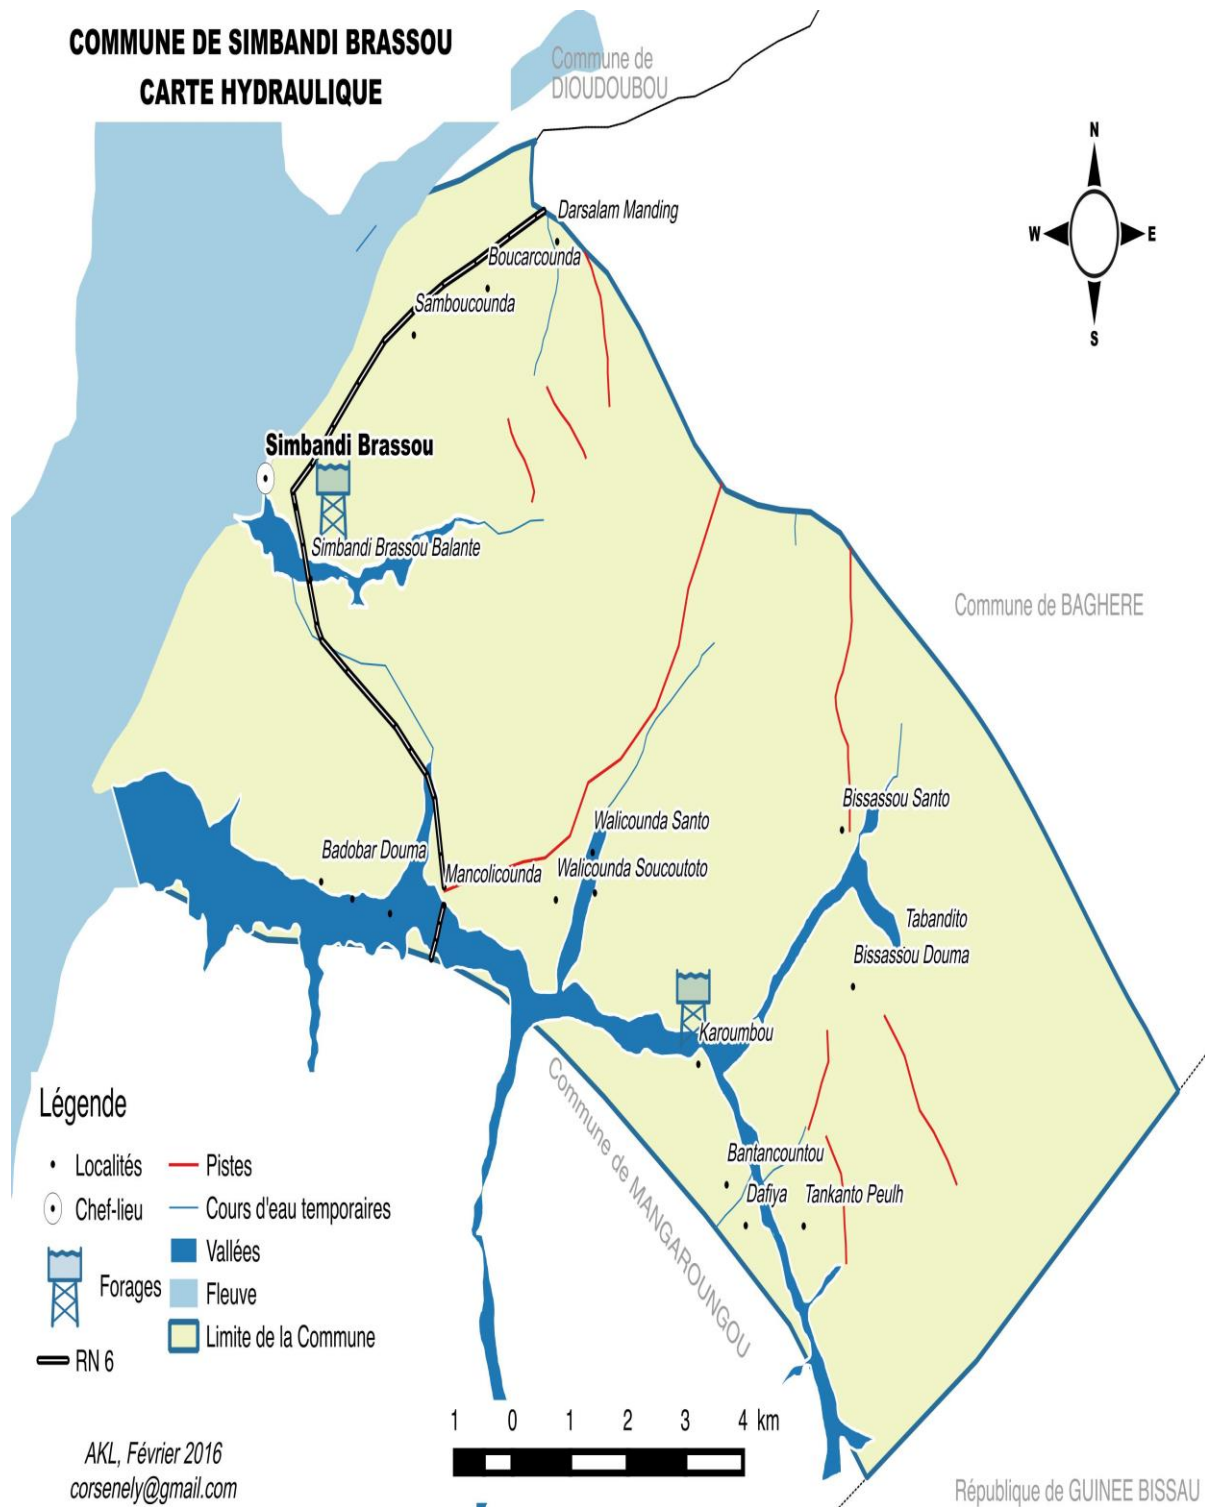 COMMUNE DE SIMBANDI BRASSOU
CARTE HYDRAULIQUE
Commune de
DIOUDOUBOU
N
W
E
S
Darsalam Manding
Boucarcounda
Samboucounda
Simbandi Brassou
Simbandi Brassou Balante
Commune de BAGHERE
Bissassou Santo
Walicounda Santo
Badobar Douma
Mancolicounda
Walicounda Soucoutoto
Tabandito
Bissassou Douma
Karoumbou
Commune de MANGAROUNGOU
Bantancountou
Dafiya
Tankanto Peulh
Légende
Localités
Pistes
Chef-lieu
Cours d'eau temporaires
Vallées
Forages
Fleuve
Limite de la Commune
RN 6
1 0 1 2 3 4 km
AKL, Février 2016
corsenely@gmail.com
République de GUINEE BISSAU